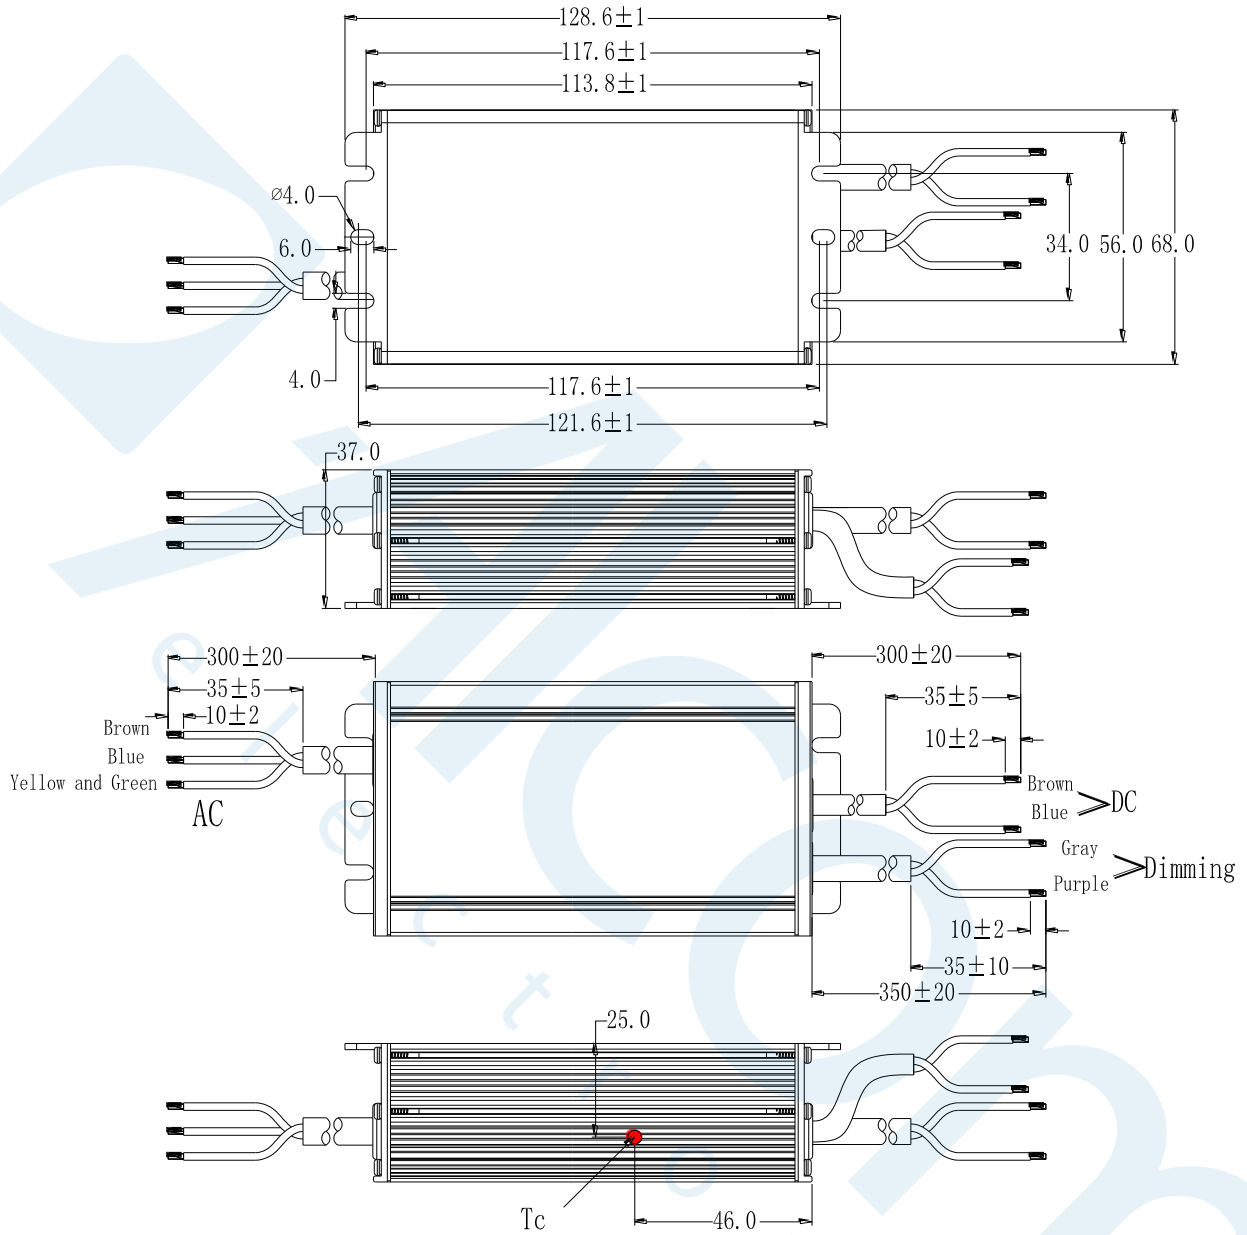 128.6±1
117.6±1
113.8±1
⌀4.0
6.0
34.0 56.0 68.0
4.0
117.6±1
121.6±1
37.0
300±20
300±20
35±5
35±5
10±2
10±2
Brown
Blue
Yellow and Green
AC
Brown
Blue
DC
Gray
Purple
Dimming
10±2
35±10
350±20
25.0
Tc
46.0